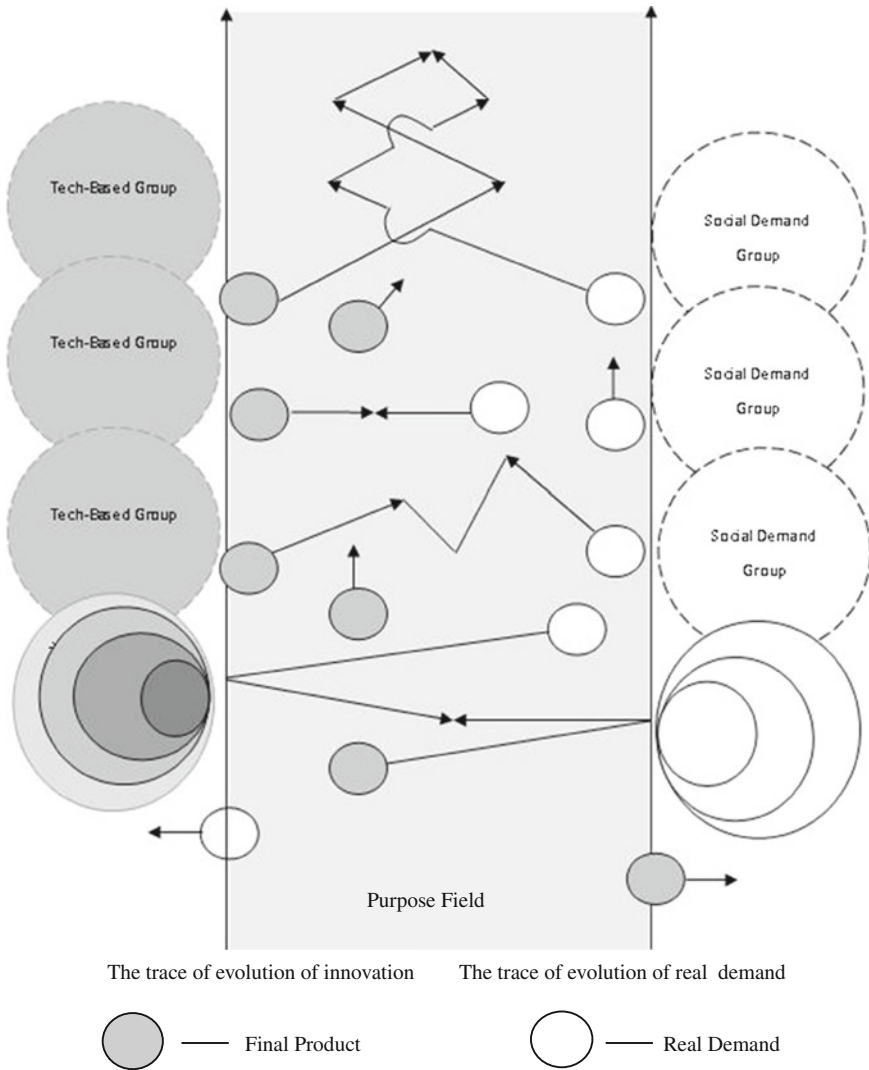 Tech-Based Group
Social Demand
Group
Tech-Based Group
Social Demand
Group
Tech-Based Group
Social Demand
Group
Purpose Field
The trace of evolution of innovation
The trace of evolution of real demand
Final Product
Real Demand